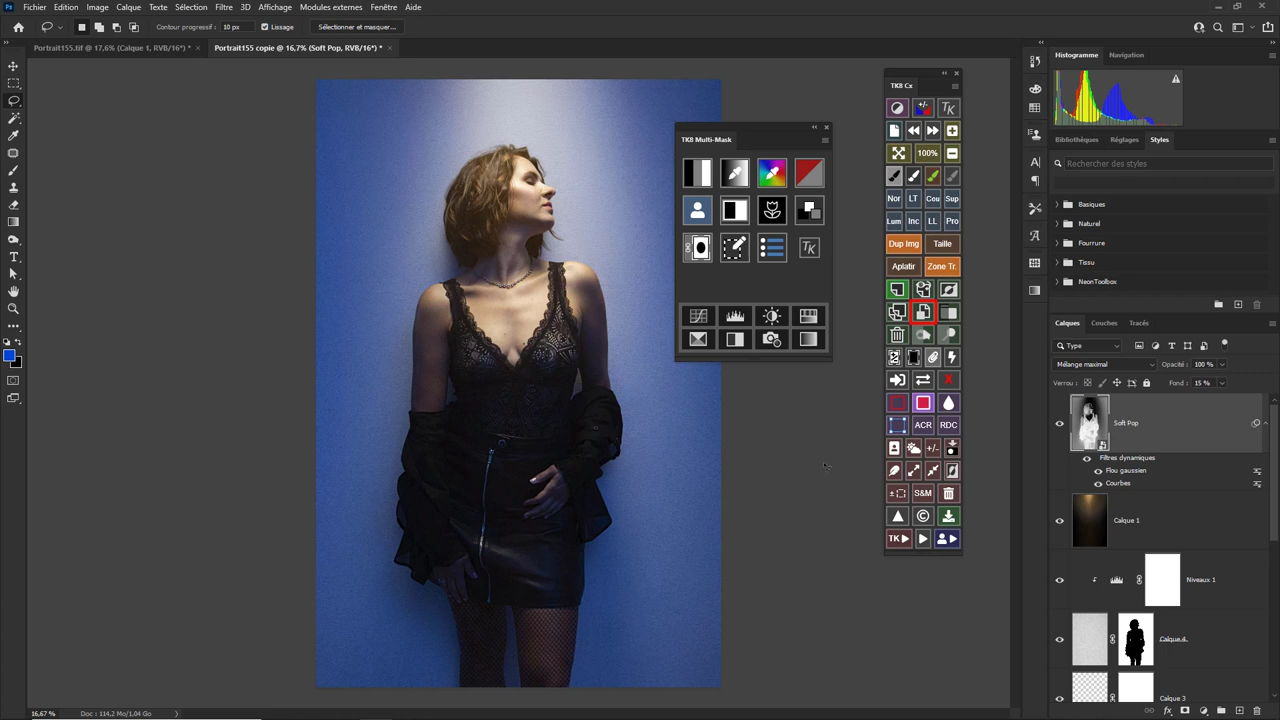 Ps Fichier Edition Image Calque Texte Sélection Filtre 3D Affichage Modules externes Fenêtre Aide
Contour progressif : 10 px Lissage Sélectionner et masquer...
Portrait155.tif @ 17,6% (Calque 1, RVB/16*) * Portrait155 copie @ 16,7% (Soft Pop, RVB/16*) *
Histogramme Navigation
TK8 Cx
TK
100%
TK8 Multi-Mask
Bibliothèques Réglages Styles
Rechercher des styles
Nor LT Cou Sup
Basiques
Lum Inc LL Pro
Naturel
Dup Img Taille
Fourrure
TK
Aplatir Zone Tr.
Tissu
NeonToolbox
Calques Couches Tracés
Type
Mélange maximal Opacité : 100 %
Verrou : Fond : 15 %
Soft Pop
ACR RDC
Filtres dynamiques
+/-
Flou gaussien
Courbes
S&M
Calque 1
TK
Niveaux 1
Calque 4
Calque 3
16,67 % Doc : 114,2 Mo/1,04 Go